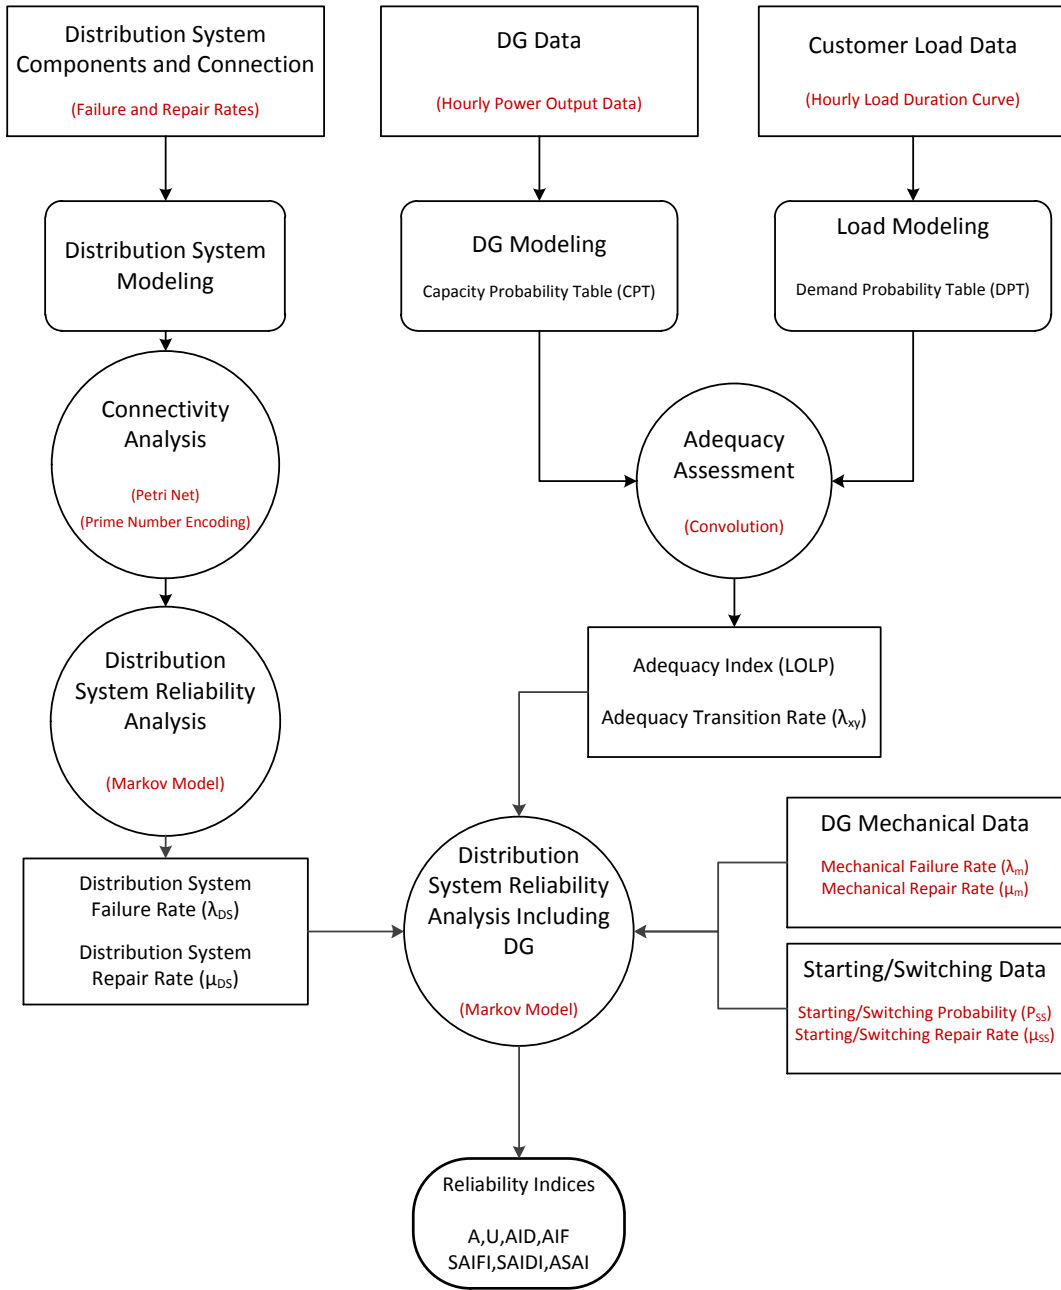 Distribution System
Components and Connection
(Failure and Repair Rates)
DG Data
(Hourly Power Output Data)
Customer Load Data
(Hourly Load Duration Curve)
Distribution System
Modeling
DG Modeling
Capacity Probability Table (CPT)
Load Modeling
Demand Probability Table (DPT)
Connectivity
Analysis
(Petri Net)
(Prime Number Encoding)
Adequacy
Assessment
(Convolution)
Distribution
System Reliability
Analysis
(Markov Model)
Adequacy Index (LOLP)
Adequacy Transition Rate (λxy)
Distribution System
Failure Rate (λDS)
Distribution System
Repair Rate (μDS)
Distribution
System Reliability
Analysis Including
DG
(Markov Model)
DG Mechanical Data
Mechanical Failure Rate (λm)
Mechanical Repair Rate (μm)
Starting/Switching Data
Starting/Switching Probability (PSS)
Starting/Switching Repair Rate (μSS)
Reliability Indices
A,U,AID,AIF
SAIFI,SAIDI,ASAI